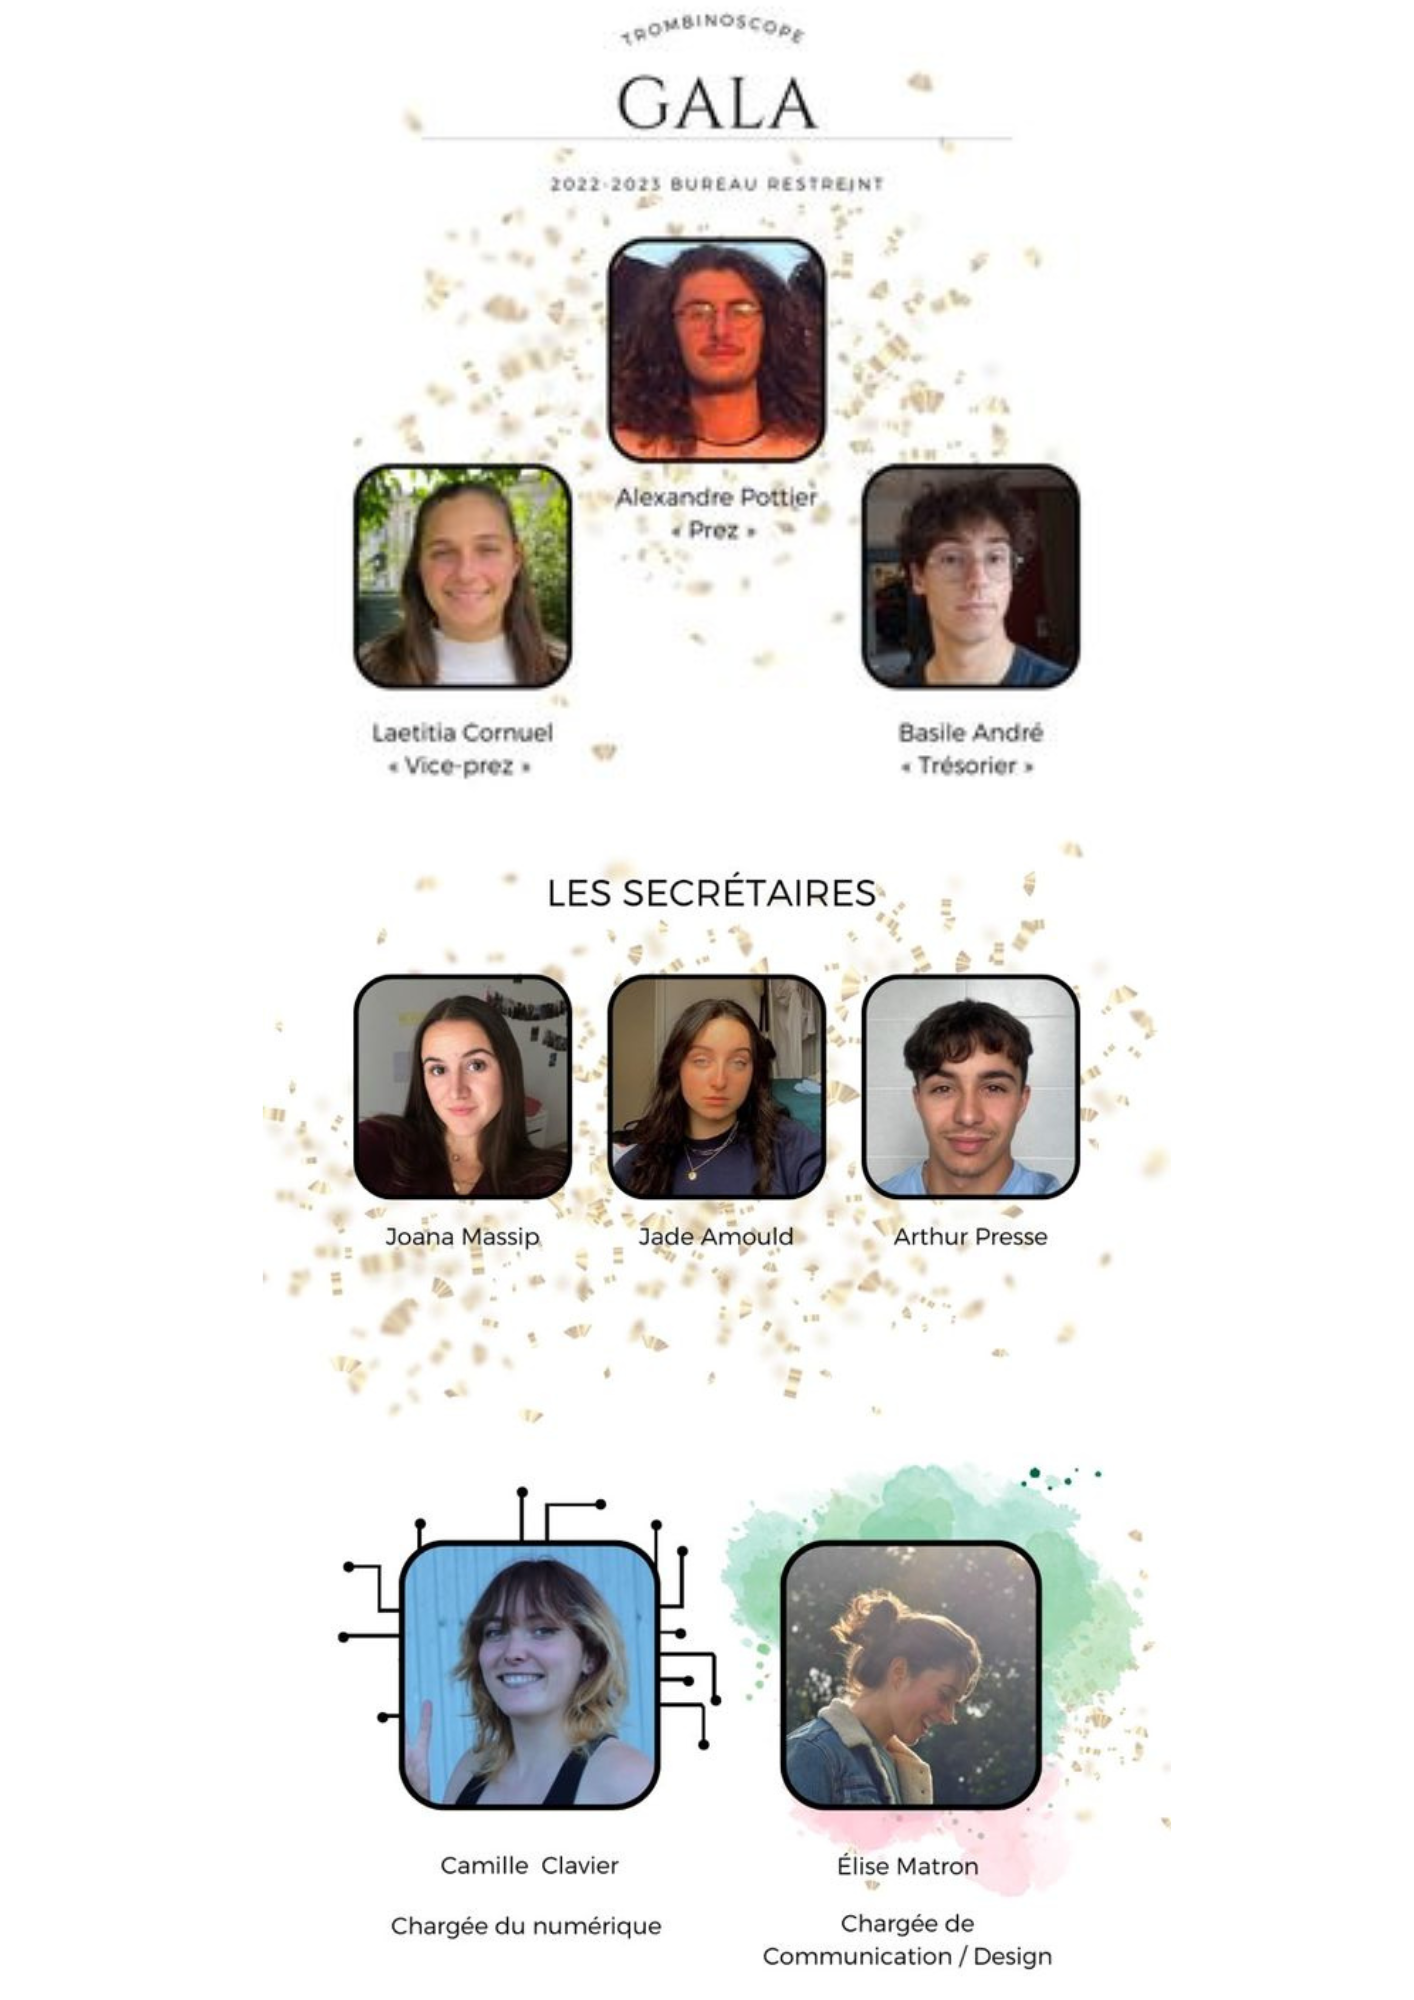 TROMBINOSCOPE
GALA
2022-2023 BUREAU RESTREINT
Alexandre Pottier
« Prez »
Laetitia Cornuel
« Vice-prez »
Basile André
« Trésorier »
LES SECRÉTAIRES
Joana Massip
Jade Arnould
Arthur Presse
Camille Clavier
Chargée du numérique
Élise Matron
Chargée de
Communication / Design